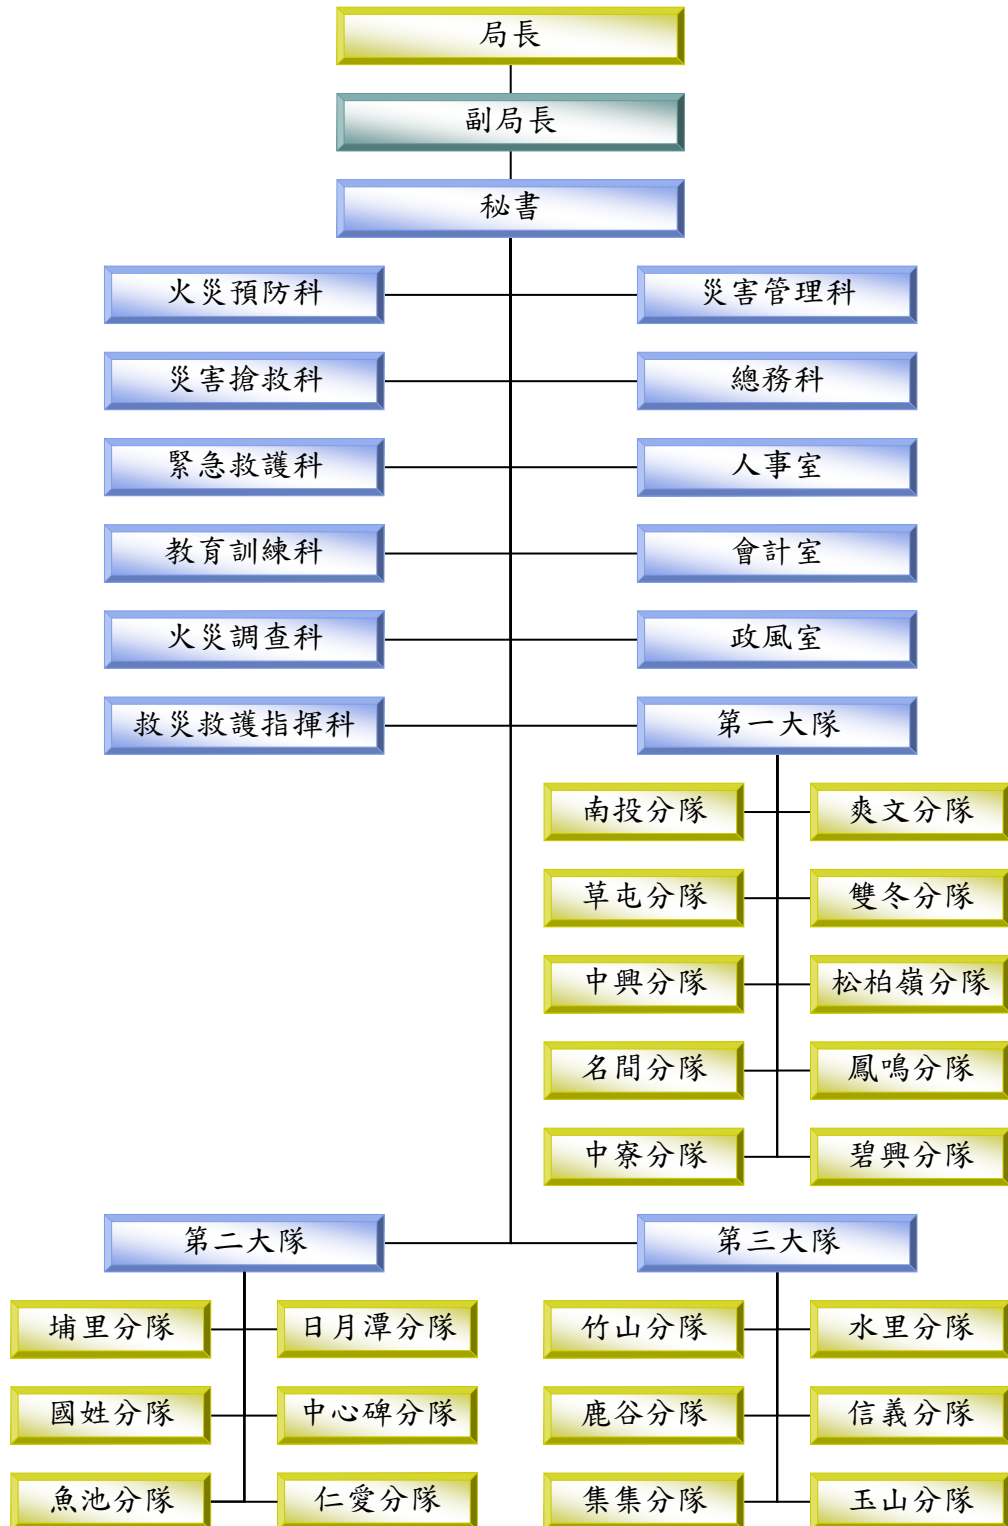 局長
副局長
秘書
火災預防科
災害管理科
災害搶救科
總務科
緊急救護科
人事室
教育訓練科
會計室
火災調查科
政風室
救災救護指揮科
第一大隊
南投分隊
爽文分隊
草屯分隊
雙冬分隊
中興分隊
松柏嶺分隊
名間分隊
鳳鳴分隊
中寮分隊
碧興分隊
第二大隊
第三大隊
埔里分隊
日月潭分隊
竹山分隊
水里分隊
國姓分隊
中心碑分隊
鹿谷分隊
信義分隊
魚池分隊
仁愛分隊
集集分隊
玉山分隊